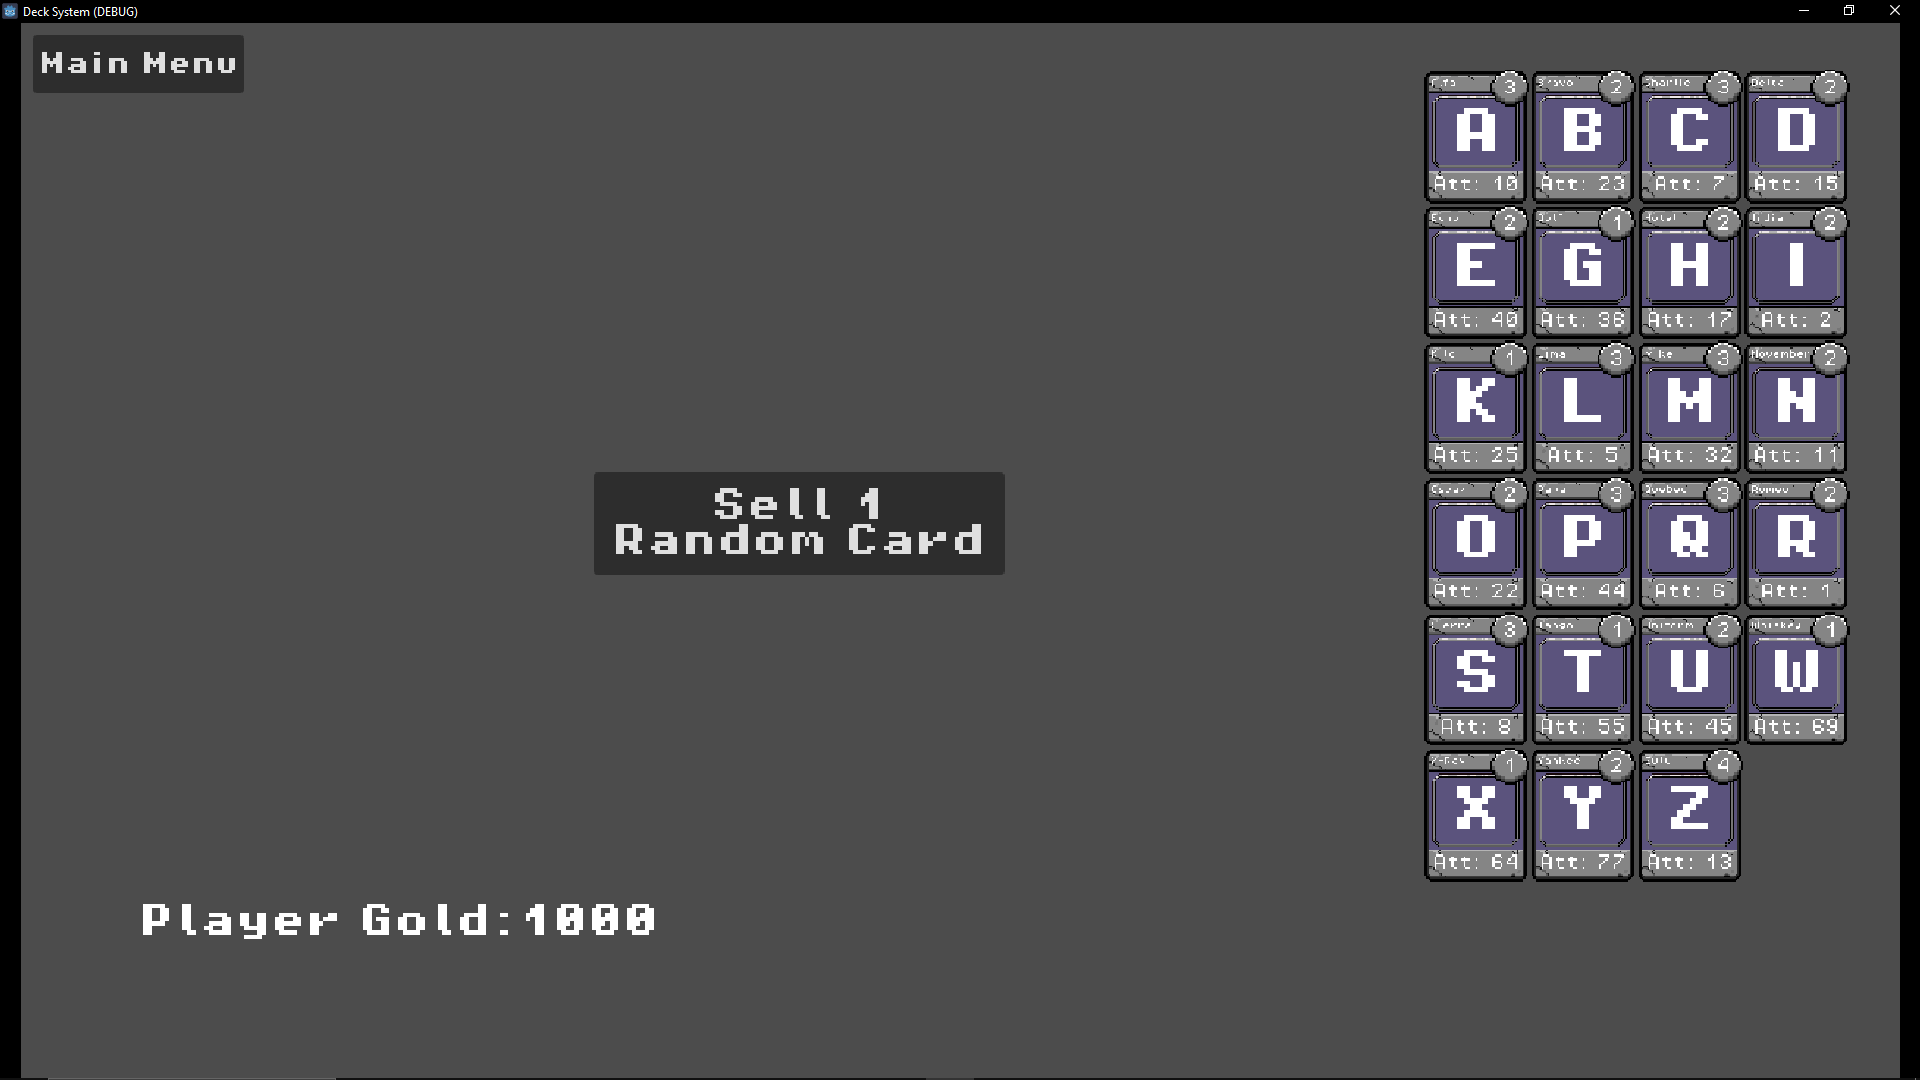 Deck System (DEBUG)
Main Menu
3 2 3 2
A B C D
Att: 10 Att: 23 Att: 7 Att: 15
2 1 2 2
E G H I
Att: 40 Att: 36 Att: 17 Att: 2
November
1 3 3 2
K L M N
Att: 25 Att: 5 Att: 32 Att: 11
2 3 3 2
O P Q R
Att: 22 Att: 44 Att: 6 Att: 1
3 1 2 1
S T U W
Att: 8 Att: 55 Att: 45 Att: 69
1 2 4
X Y Z
Att: 64 Att: 77 Att: 13
Sell 1
Random Card
Player Gold:1000